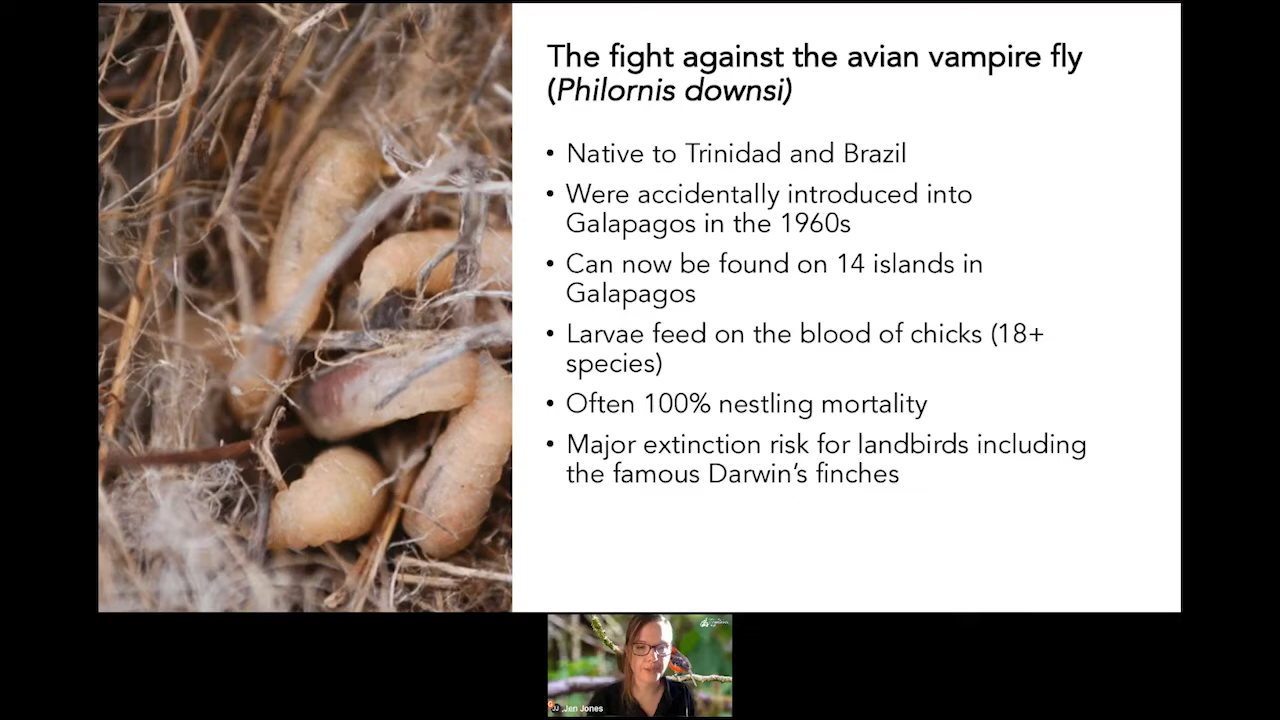 The fight against the avian vampire fly
(Philornis downsi)
• Native to Trinidad and Brazil
• Were accidentally introduced into
Galapagos in the 1960s
• Can now be found on 14 islands in
Galapagos
• Larvae feed on the blood of chicks (18+
species)
• Often 100% nestling mortality
• Major extinction risk for landbirds including
the famous Darwin's finches
JJ
Jen Jones